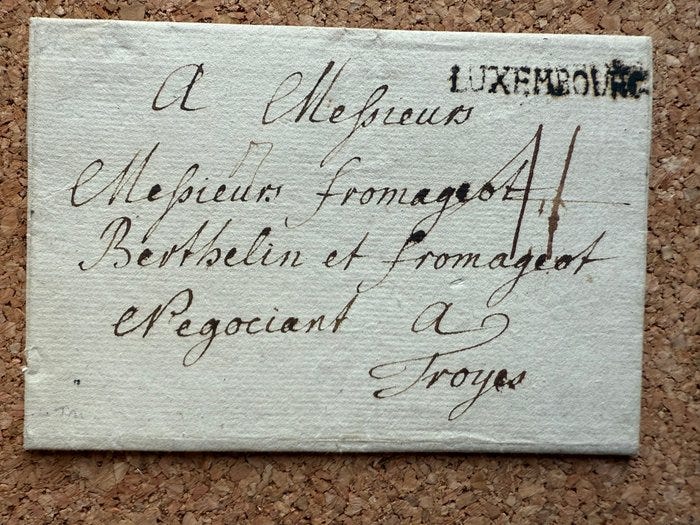 LUXEMBOURG
A Messieurs
Messieurs fromageot
Berthelin et fromageot
Negociant a
Troyes